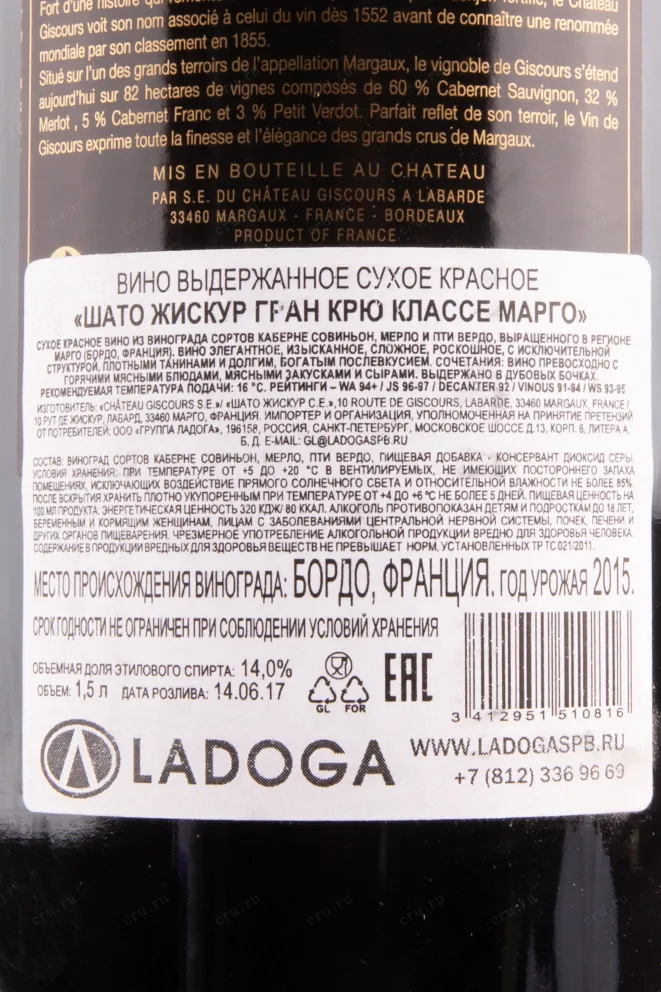 Fort d'une histoire qui
le Château
Giscours voit son nom associé à celui du vin dès 1552 avant de connaître une renommée
mondiale par son classement en 1855.
Situé sur l'un des grands terroirs de l'appellation Margaux, le vignoble de Giscours s'étend
aujourd'hui sur 82 hectares de vignes composés de 60 % Cabernet Sauvignon, 32 %
Merlot , 5 % Cabernet Franc et 3 % Petit Verdot. Parfait reflet de son terroir, le Vin de
Giscours exprime toute la finesse et l'élégance des grands crus de Margaux.
MIS EN BOUTEILLE AU CHATEAU
PAR S.E. DU CHÂTEAU GISCOURS A LABARDE
33460 MARGAUX - FRANCE - BORDEAUX
PRODUCT OF FRANCE
ВИНО ВЫДЕРЖАННОЕ СУХОЕ КРАСНОЕ
«ШАТО ЖИСКУР ГРАН КРЮ КЛАССЕ МАРГО»
СУХОЕ КРАСНОЕ ВИНО ИЗ ВИНОГРАДА СОРТОВ КАБЕРНЕ СОВИНЬОН, МЕРЛО И ПТИ ВЕРДО, ВЫРАЩЕННОГО В РЕГИОНЕ
МАРГО (БОРДО, ФРАНЦИЯ). ВИНО ЭЛЕГАНТНОЕ, ИЗЫСКАННОЕ, СЛОЖНОЕ, РОСКОШНОЕ, С ИСКЛЮЧИТЕЛЬНОЙ
СТРУКТУРОЙ, ПЛОТНЫМИ ТАНИНАМИ И ДОЛГИМ, БОГАТЫМ ПОСЛЕВКУСИЕМ. СОЧЕТАНИЯ: ВИНО ПРЕВОСХОДНО С
ГОРЯЧИМИ МЯСНЫМИ БЛЮДАМИ, МЯСНЫМИ ЗАКУСКАМИ И СЫРАМИ. ВЫДЕРЖАНО В ДУБОВЫХ БОЧКАХ.
РЕКОМЕНДУЕМАЯ ТЕМПЕРАТУРА ПОДАЧИ: 16 °С. РЕЙТИНГИ – WA 94+ / JS 96-97 / DECANTER 92 / VINOUS 91-94 / WS 93-95
ИЗГОТОВИТЕЛЬ: «CHÂTEAU GISCOURS S.E.»/ «ШАТО ЖИСКУР С.Е.»,10 ROUTE DE GISCOURS, LABARDE, 33460 MARGAUX, FRANCE /
10 РУТ ДЕ ЖИСКУР, ЛАБАРД, 33460 МАРГО, ФРАНЦИЯ. ИМПОРТЕР И ОРГАНИЗАЦИЯ, УПОЛНОМОЧЕННАЯ НА ПРИНЯТИЕ ПРЕТЕНЗИЙ
ОТ ПОТРЕБИТЕЛЕЙ: ООО «ГРУППА ЛАДОГА», 196158, РОССИЯ, САНКТ-ПЕТЕРБУРГ, МОСКОВСКОЕ ШОССЕ Д.13, КОРП. 6, ЛИТЕРА А,
Б, Д. E-MAIL: GL@LADOGASPB.RU
СОСТАВ: ВИНОГРАД СОРТОВ КАБЕРНЕ СОВИНЬОН, МЕРЛО, ПТИ ВЕРДО, ПИЩЕВАЯ ДОБАВКА - КОНСЕРВАНТ ДИОКСИД СЕРЫ.
УСЛОВИЯ ХРАНЕНИЯ: ПРИ ТЕМПЕРАТУРЕ ОТ +5 ДО +20 °С В ВЕНТИЛИРУЕМЫХ, НЕ ИМЕЮЩИХ ПОСТОРОННЕГО ЗАПАХА
ПОМЕЩЕНИЯХ, ИСКЛЮЧАЮЩИХ ВОЗДЕЙСТВИЕ ПРЯМОГО СОЛНЕЧНОГО СВЕТА И ОТНОСИТЕЛЬНОЙ ВЛАЖНОСТИ НЕ БОЛЕЕ 85%
ПОСЛЕ ВСКРЫТИЯ ХРАНИТЬ ПЛОТНО УКУПОРЕННЫМ ПРИ ТЕМПЕРАТУРЕ ОТ +4 ДО +6 °С НЕ БОЛЕЕ 5 ДНЕЙ. ПИЩЕВАЯ ЦЕННОСТЬ НА
100 МЛ ПРОДУКТА: ЭНЕРГЕТИЧЕСКАЯ ЦЕННОСТЬ 320 КДЖ/ 80 ККАЛ. АЛКОГОЛЬ ПРОТИВОПОКАЗАН ДЕТЯМ И ПОДРОСТКАМ ДО 18 ЛЕТ,
БЕРЕМЕННЫМ И КОРМЯЩИМ ЖЕНЩИНАМ, ЛИЦАМ С ЗАБОЛЕВАНИЯМИ ЦЕНТРАЛЬНОЙ НЕРВНОЙ СИСТЕМЫ, ПОЧЕК, ПЕЧЕНИ И
ДРУГИХ ОРГАНОВ ПИЩЕВАРЕНИЯ. ЧРЕЗМЕРНОЕ УПОТРЕБЛЕНИЕ АЛКОГОЛЬНОЙ ПРОДУКЦИИ ВРЕДНО ДЛЯ ЗДОРОВЬЯ ЧЕЛОВЕКА.
СОДЕРЖАНИЕ В ПРОДУКЦИИ ВРЕДНЫХ ДЛЯ ЗДОРОВЬЯ ВЕЩЕСТВ НЕ ПРЕВЫШАЕТ НОРМ, УСТАНОВЛЕННЫХ ТР ТС 021/2011.
МЕСТО ПРОИСХОЖДЕНИЯ ВИНОГРАДА: БОРДО, ФРАНЦИЯ. ГОД УРОЖАЯ 2015.
СРОК ГОДНОСТИ НЕ ОГРАНИЧЕН ПРИ СОБЛЮДЕНИИ УСЛОВИЙ ХРАНЕНИЯ
ОБЪЕМНАЯ ДОЛЯ ЭТИЛОВОГО СПИРТА: 14,0%
ОБЪЕМ: 1,5 Л ДАТА РОЗЛИВА: 14.06.17
GL FOR
EAC
3 412951 510816
LADOGA
WWW.LADOGASPB.RU
+7 (812) 336 96 69
cru.ru